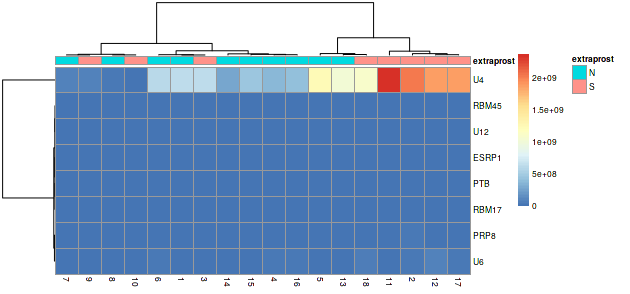 extraprost
U4
RBM45
U12
ESRP1
PTB
RBM17
PRP8
U6
7 9 8 10 6 1 3 14 15 4 16 5 13 18 11 2 12 17
2e+09
1.5e+09
1e+09
5e+08
0
extraprost
N
S